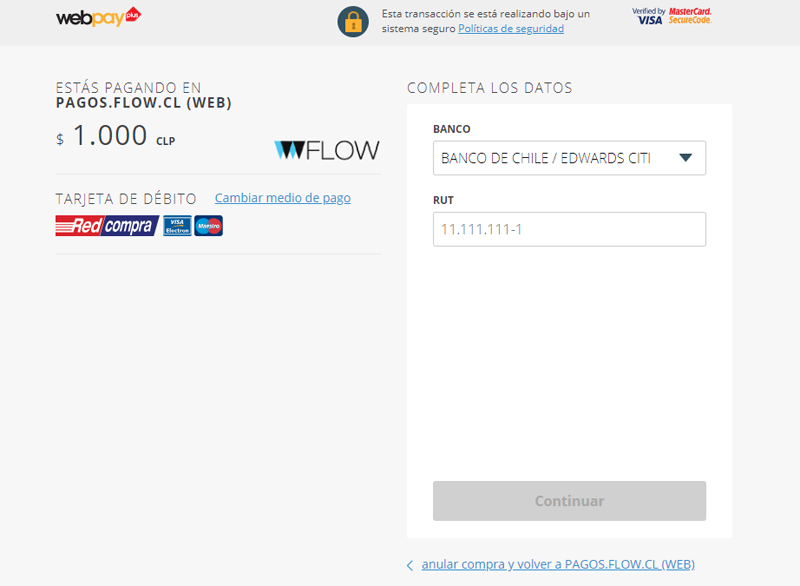 webpay plus
Esta transacción se está realizando bajo un
sistema seguro Políticas de seguridad
Verified by
VISA
MasterCard.
SecureCode.
ESTÁS PAGANDO EN
PAGOS.FLOW.CL (WEB)
$ 1.000 CLP
FLOW
TARJETA DE DÉBITO Cambiar medio de pago
Redcompra VISA Electron Maestro
COMPLETA LOS DATOS
BANCO
BANCO DE CHILE / EDWARDS CITI
RUT
11.111.111-1
Continuar
anular compra y volver a PAGOS.FLOW.CL (WEB)